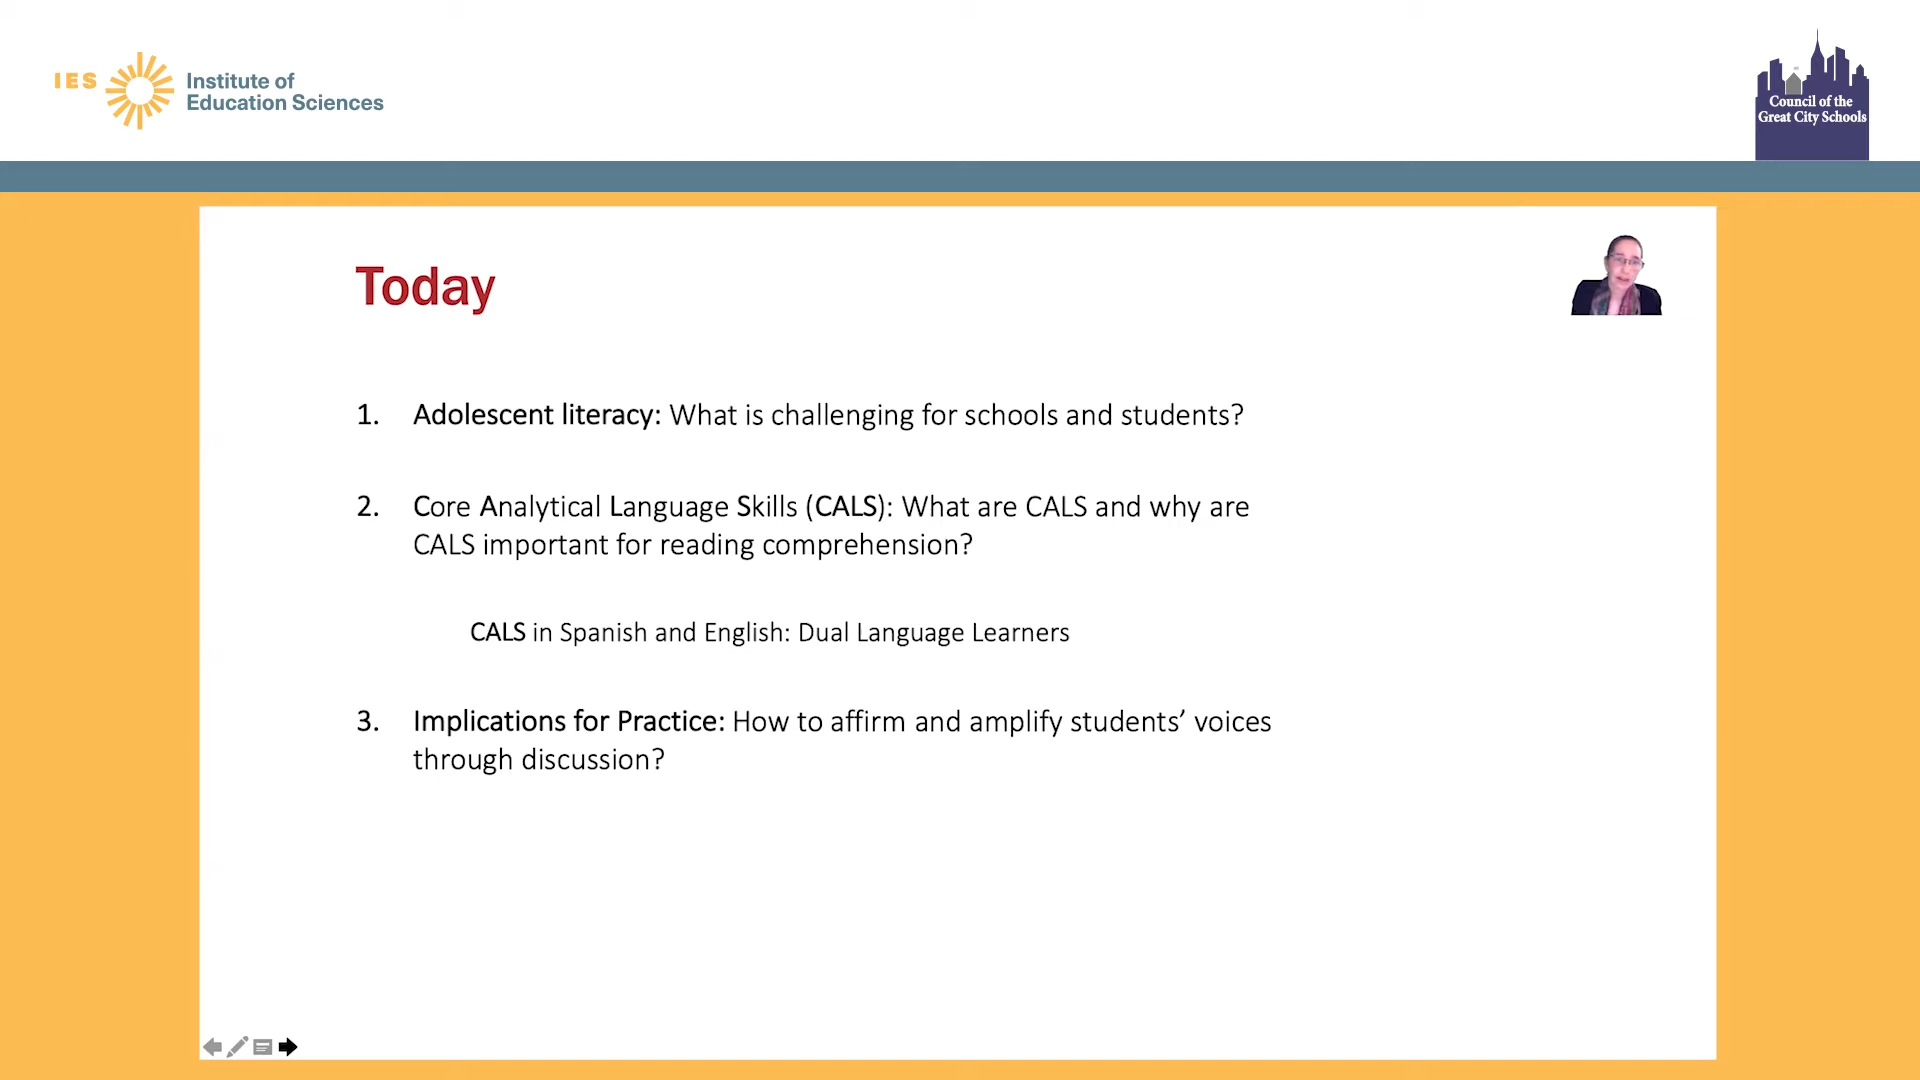 IES
Institute of
Education Sciences
Council of the
Great City Schools
Today
1. Adolescent literacy: What is challenging for schools and students?
2. Core Analytical Language Skills (CALS): What are CALS and why are
CALS important for reading comprehension?
CALS in Spanish and English: Dual Language Learners
3. Implications for Practice: How to affirm and amplify students’ voices
through discussion?